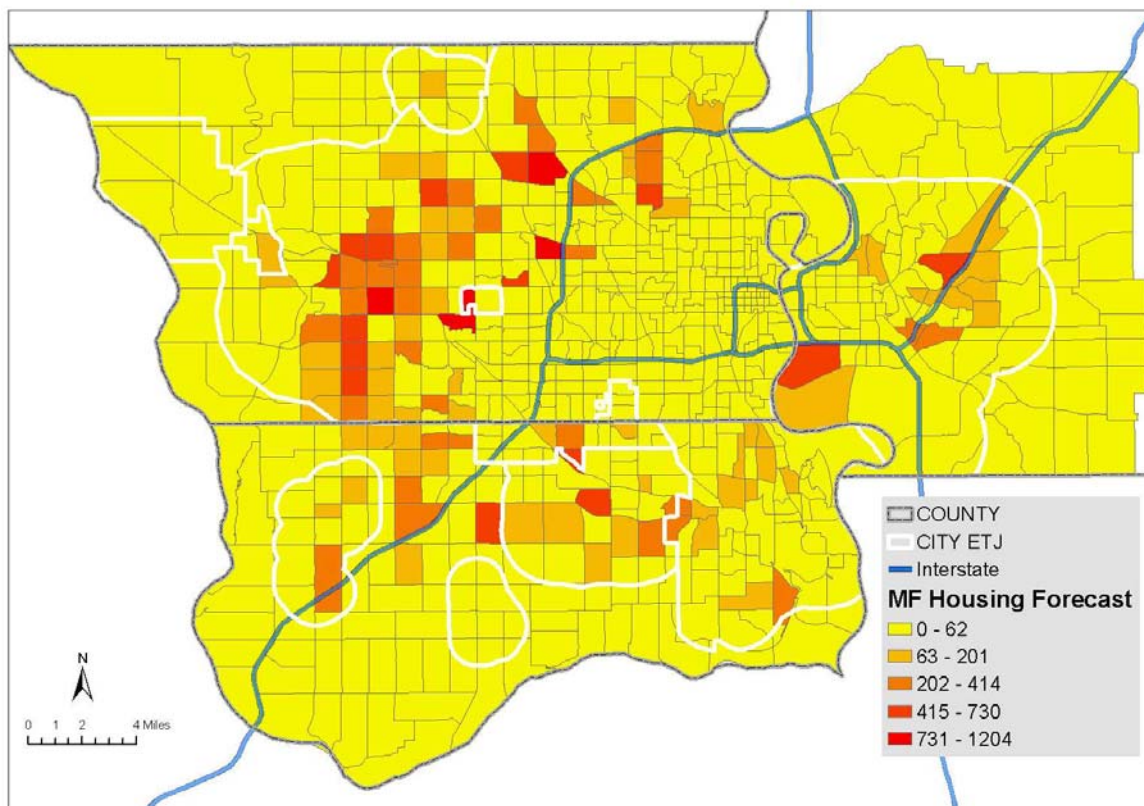 COUNTY
CITY ETJ
Interstate
MF Housing Forecast
0 - 62
63 - 201
202 - 414
415 - 730
731 - 1204
N
0 1 2 4 Miles